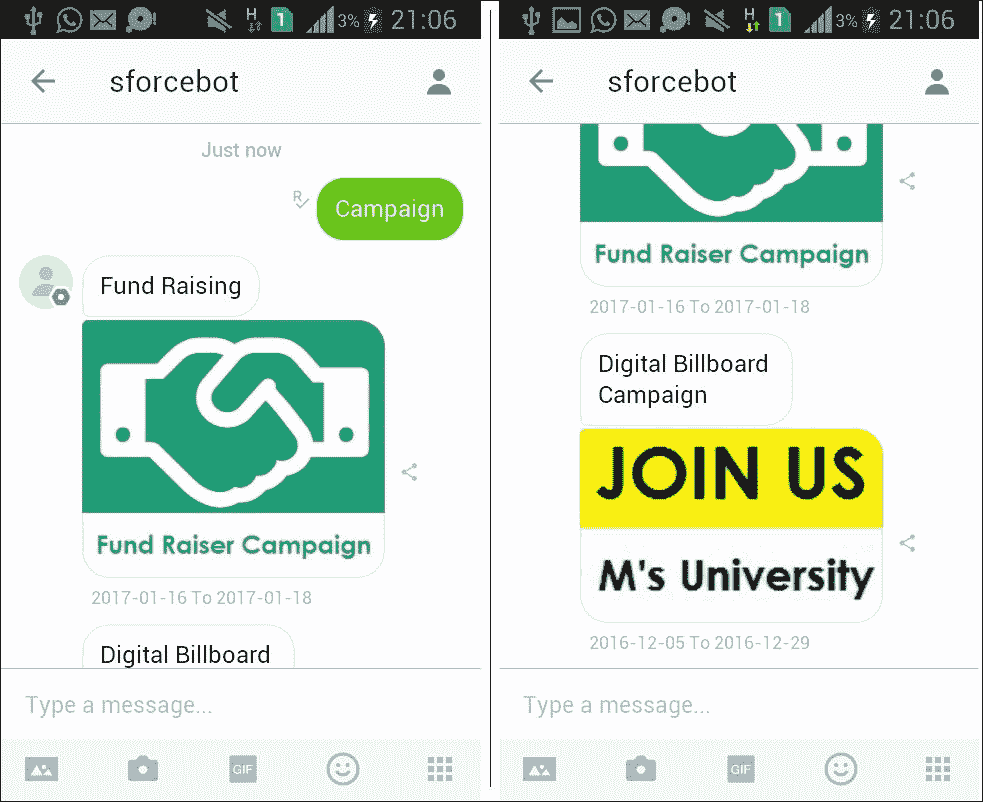 H
1
3%
21:06
sforcebot
Just now
R
Campaign
Fund Raising
Fund Raiser Campaign
2017-01-16 To 2017-01-18
Digital Billboard
Type a message...
GIF
H
1
3%
21:06
sforcebot
Fund Raiser Campaign
2017-01-16 To 2017-01-18
Digital Billboard
Campaign
JOIN US
M's University
2016-12-05 To 2016-12-29
Type a message...
GIF